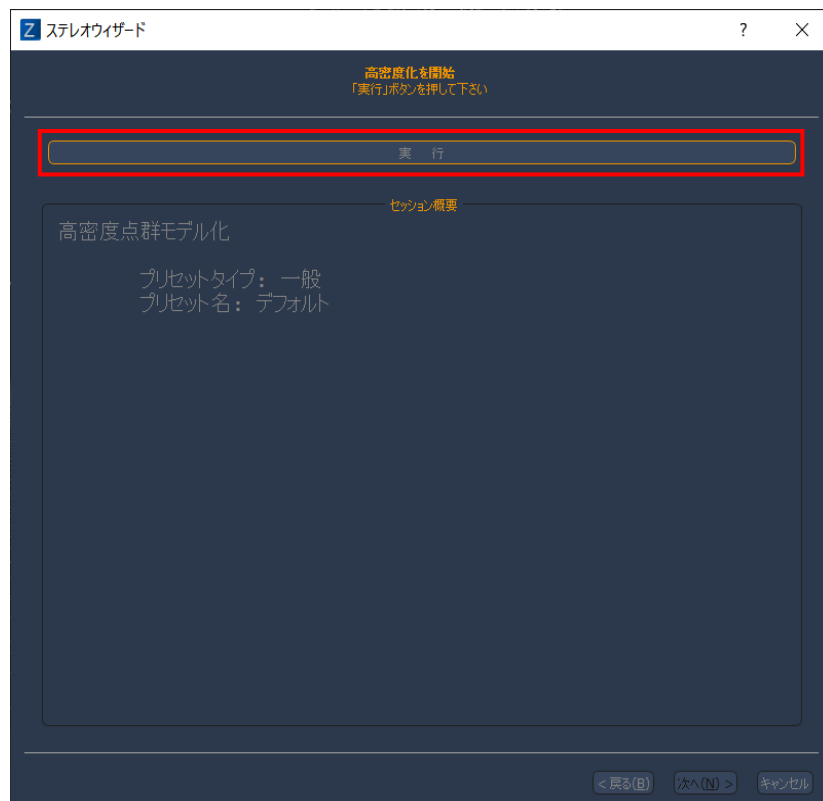 Z ステレオウィザード ? ×
高密度化を開始
「実行」ボタンを押して下さい
実 行
セッション概要
高密度点群モデル化
プリセットタイプ: 一般
プリセット名: デフォルト
< 戻る(B) 次へ(N) > キャンセル